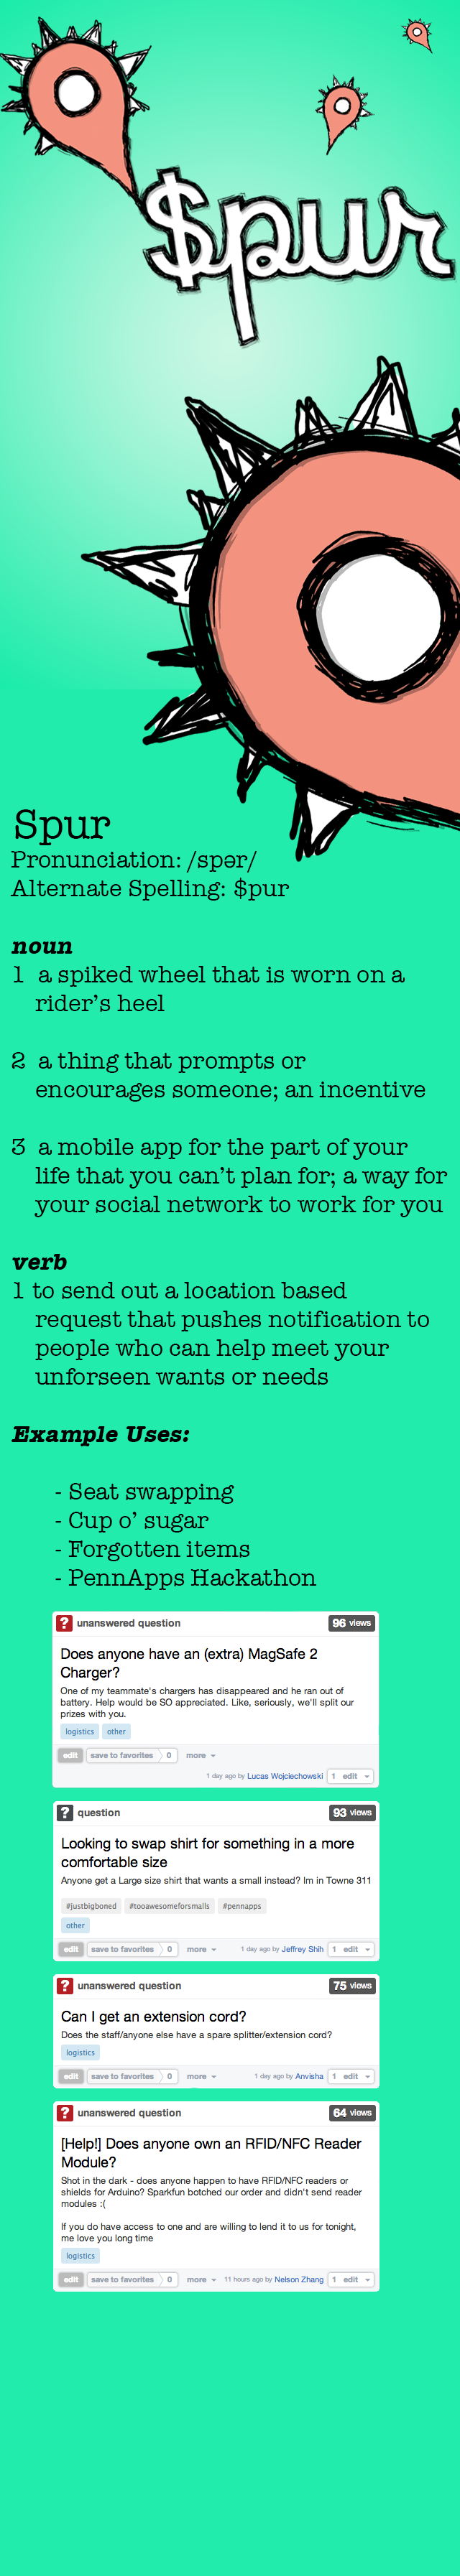 $pur
Spur
Pronunciation: /spər/
Alternate Spelling: $pur
noun
1 a spiked wheel that is worn on a
rider's heel
2 a thing that prompts or
encourages someone; an incentive
3 a mobile app for the part of your
life that you can't plan for; a way for
your social network to work for you
verb
1 to send out a location based
request that pushes notification to
people who can help meet your
unforseen wants or needs
Example Uses:
- Seat swapping
- Cup o' sugar
- Forgotten items
- PennApps Hackathon
? unanswered question 96 views
Does anyone have an (extra) MagSafe 2
Charger?
One of my teammate's chargers has disappeared and he ran out of
battery. Help would be SO appreciated. Like, seriously, we'll split our
prizes with you.
logistics other
edit save to favorites 0 more
1 day ago by Lucas Wojciechowski 1 edit
? question 93 views
Looking to swap shirt for something in a more
comfortable size
Anyone get a Large size shirt that wants a small instead? Im in Towne 311
#justbigboned #tooawesomeforsmalls #pennapps
other
edit save to favorites 0 more 1 day ago by Jeffrey Shih 1 edit
? unanswered question 75 views
Can I get an extension cord?
Does the staff/anyone else have a spare splitter/extension cord?
logistics
edit save to favorites 0 more 1 day ago by Anvisha 1 edit
? unanswered question 64 views
[Help!] Does anyone own an RFID/NFC Reader
Module?
Shot in the dark - does anyone happen to have RFID/NFC readers or
shields for Arduino? Sparkfun botched our order and didn't send reader
modules :(
If you do have access to one and are willing to lend it to us for tonight,
me love you long time
logistics
edit save to favorites 0 more 11 hours ago by Nelson Zhang 1 edit